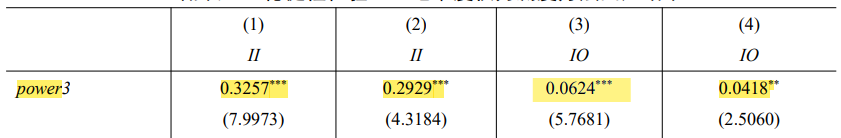 (1) (2) (3) (4)
II II IO IO
power3 0.3257*** 0.2929*** 0.0624*** 0.0418**
(7.9973) (4.3184) (5.7681) (2.5060)